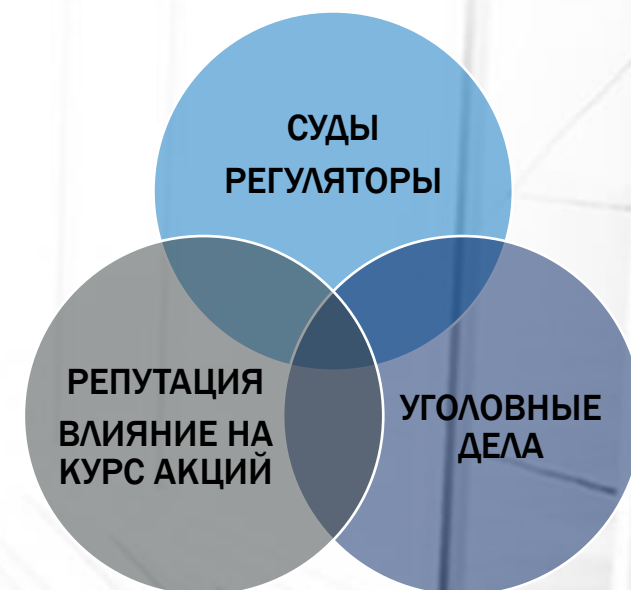 СУДЫ
РЕГУЛЯТОРЫ
РЕПУТАЦИЯ
ВЛИЯНИЕ НА
КУРС АКЦИЙ
УГОЛОВНЫЕ
ДЕЛА